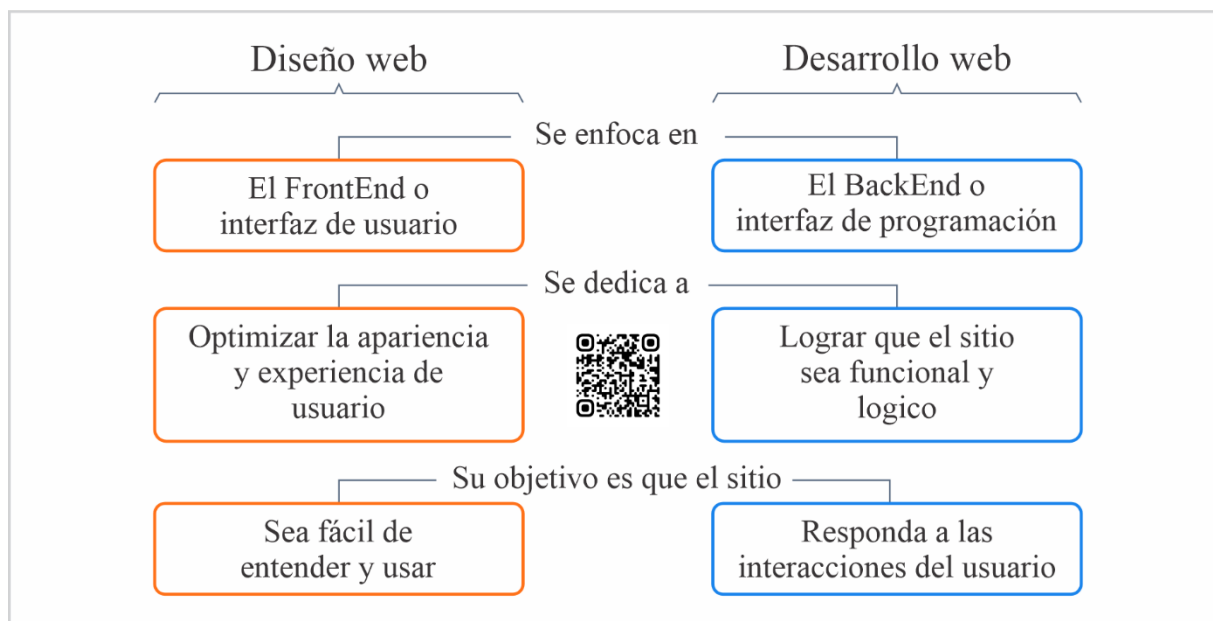 Diseño web
Desarrollo web
Se enfoca en
El FrontEnd o
interfaz de usuario
El BackEnd o
interfaz de programación
Se dedica a
Optimizar la apariencia
y experiencia de
usuario
Lograr que el sitio
sea funcional y
logico
Su objetivo es que el sitio
Sea fácil de
entender y usar
Responda a las
interacciones del usuario